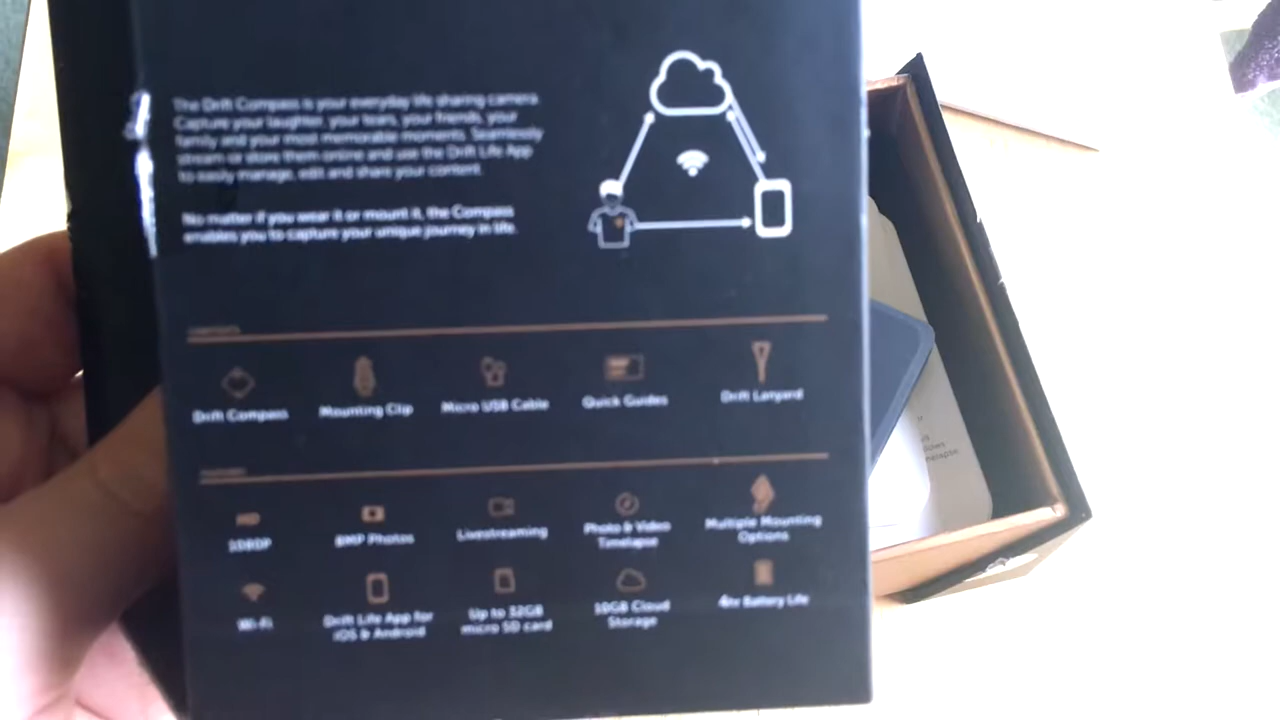 The Drift Compass is your everyday life sharing camera.
Capture your laughter, your tears, your friends, your
family and your most memorable moments. Seamlessly
stream or store them online and use the Drift Life App
to easily manage, edit and share your content.
No matter if you wear it or mount it, the Compass
enables you to capture your unique journey in life.
Drift Compass
Mounting Clip
Micro USB Cable
Quick Guides
Drift Lanyard
HD
1080P
8MP Photos
Livestreaming
Photo & Video
Timelapse
Multiple Mounting
Options
Wi-Fi
Drift Life App for
iOS & Android
Up to 32GB
micro SD card
10GB Cloud
Storage
4hr Battery Life